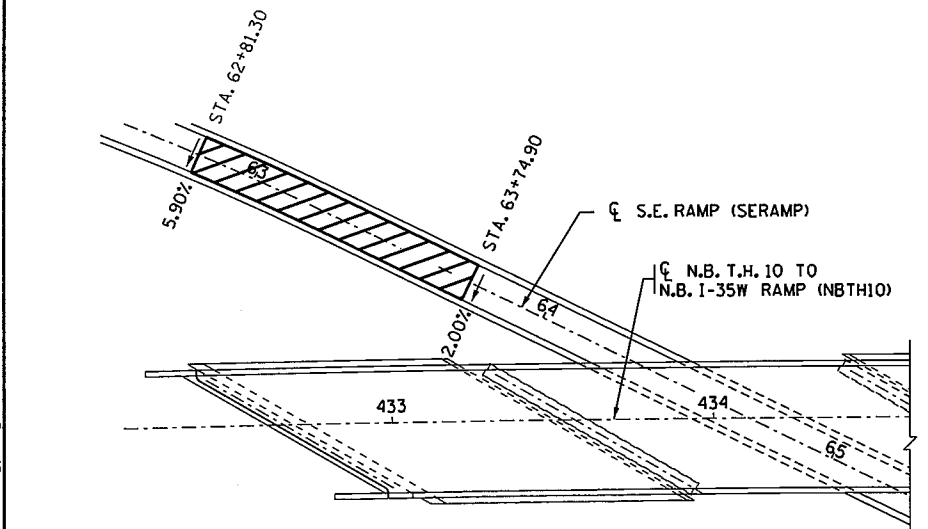 STA. 62+81.30
63
5.90%
STA. 63+74.90
℄ S.E. RAMP (SERAMP)
℄ N.B. T.H. 10 TO
N.B. I-35W RAMP (NBTH10)
64
2.00%
433
434
65